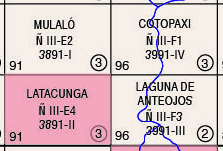 MULALÓ
Ñ III-E2
3891-I
91
3
COTOPAXI
Ñ III-F1
3991-IV
96
3
LATACUNGA
Ñ III-E4
3891-II
91
3
LAGUNA DE
ANTEOJOS
Ñ III-F3
3991-III
96
2